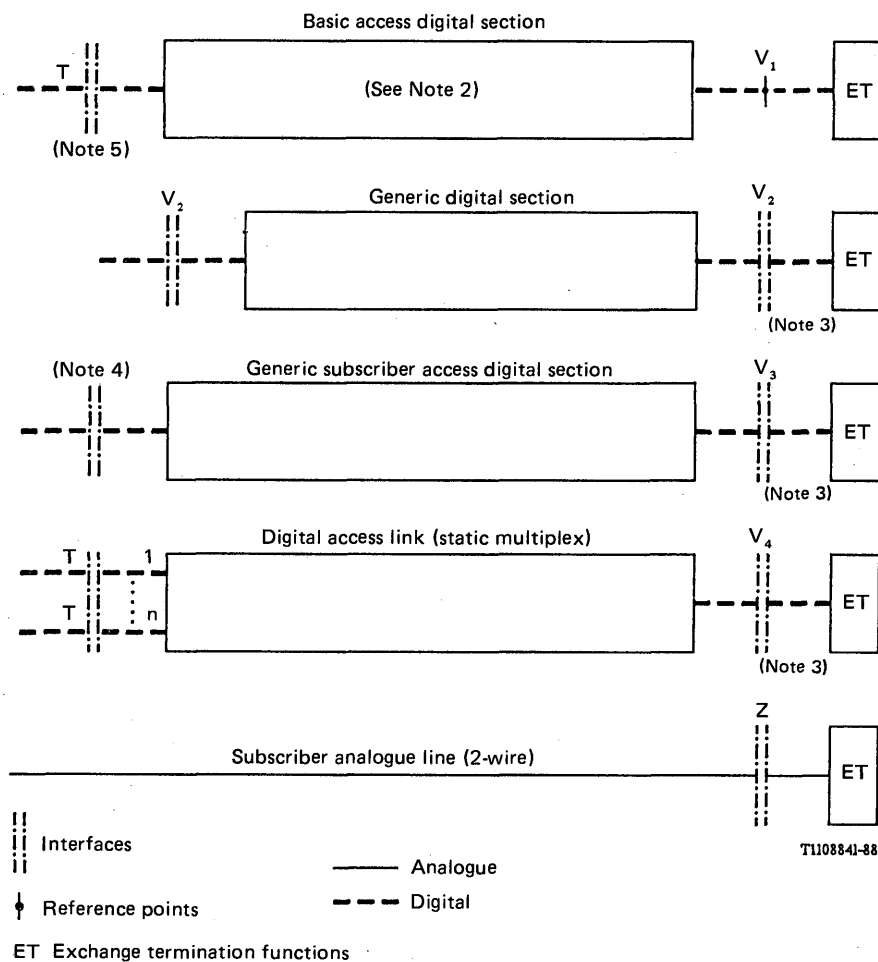 Basic access digital section
T
V1
(See Note 2)
ET
(Note 5)
V2
Generic digital section
V2
ET
(Note 3)
(Note 4)
Generic subscriber access digital section
V3
ET
(Note 3)
Digital access link (static multiplex)
V4
T
1
T
n
ET
(Note 3)
Z
Subscriber analogue line (2-wire)
ET
Interfaces
T1108841-88
Analogue
Reference points
Digital
ET Exchange termination functions